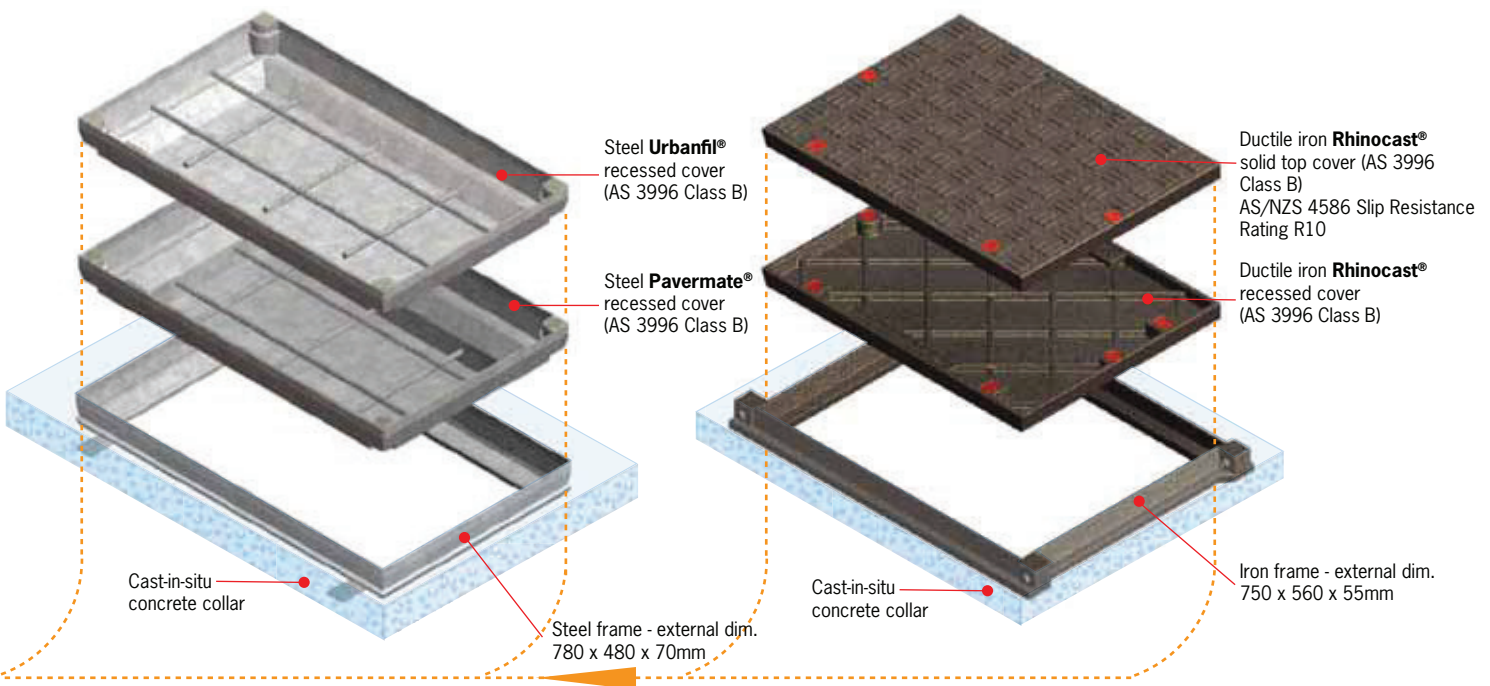 Steel Urbanfil®
recessed cover
(AS 3996 Class B)
Steel Pavermate®
recessed cover
(AS 3996 Class B)
Cast-in-situ
concrete collar
Steel frame - external dim.
780 x 480 x 70mm
Ductile iron Rhinocast®
solid top cover (AS 3996
Class B)
AS/NZS 4586 Slip Resistance
Rating R10
Ductile iron Rhinocast®
recessed cover
(AS 3996 Class B)
Cast-in-situ
concrete collar
Iron frame - external dim.
750 x 560 x 55mm